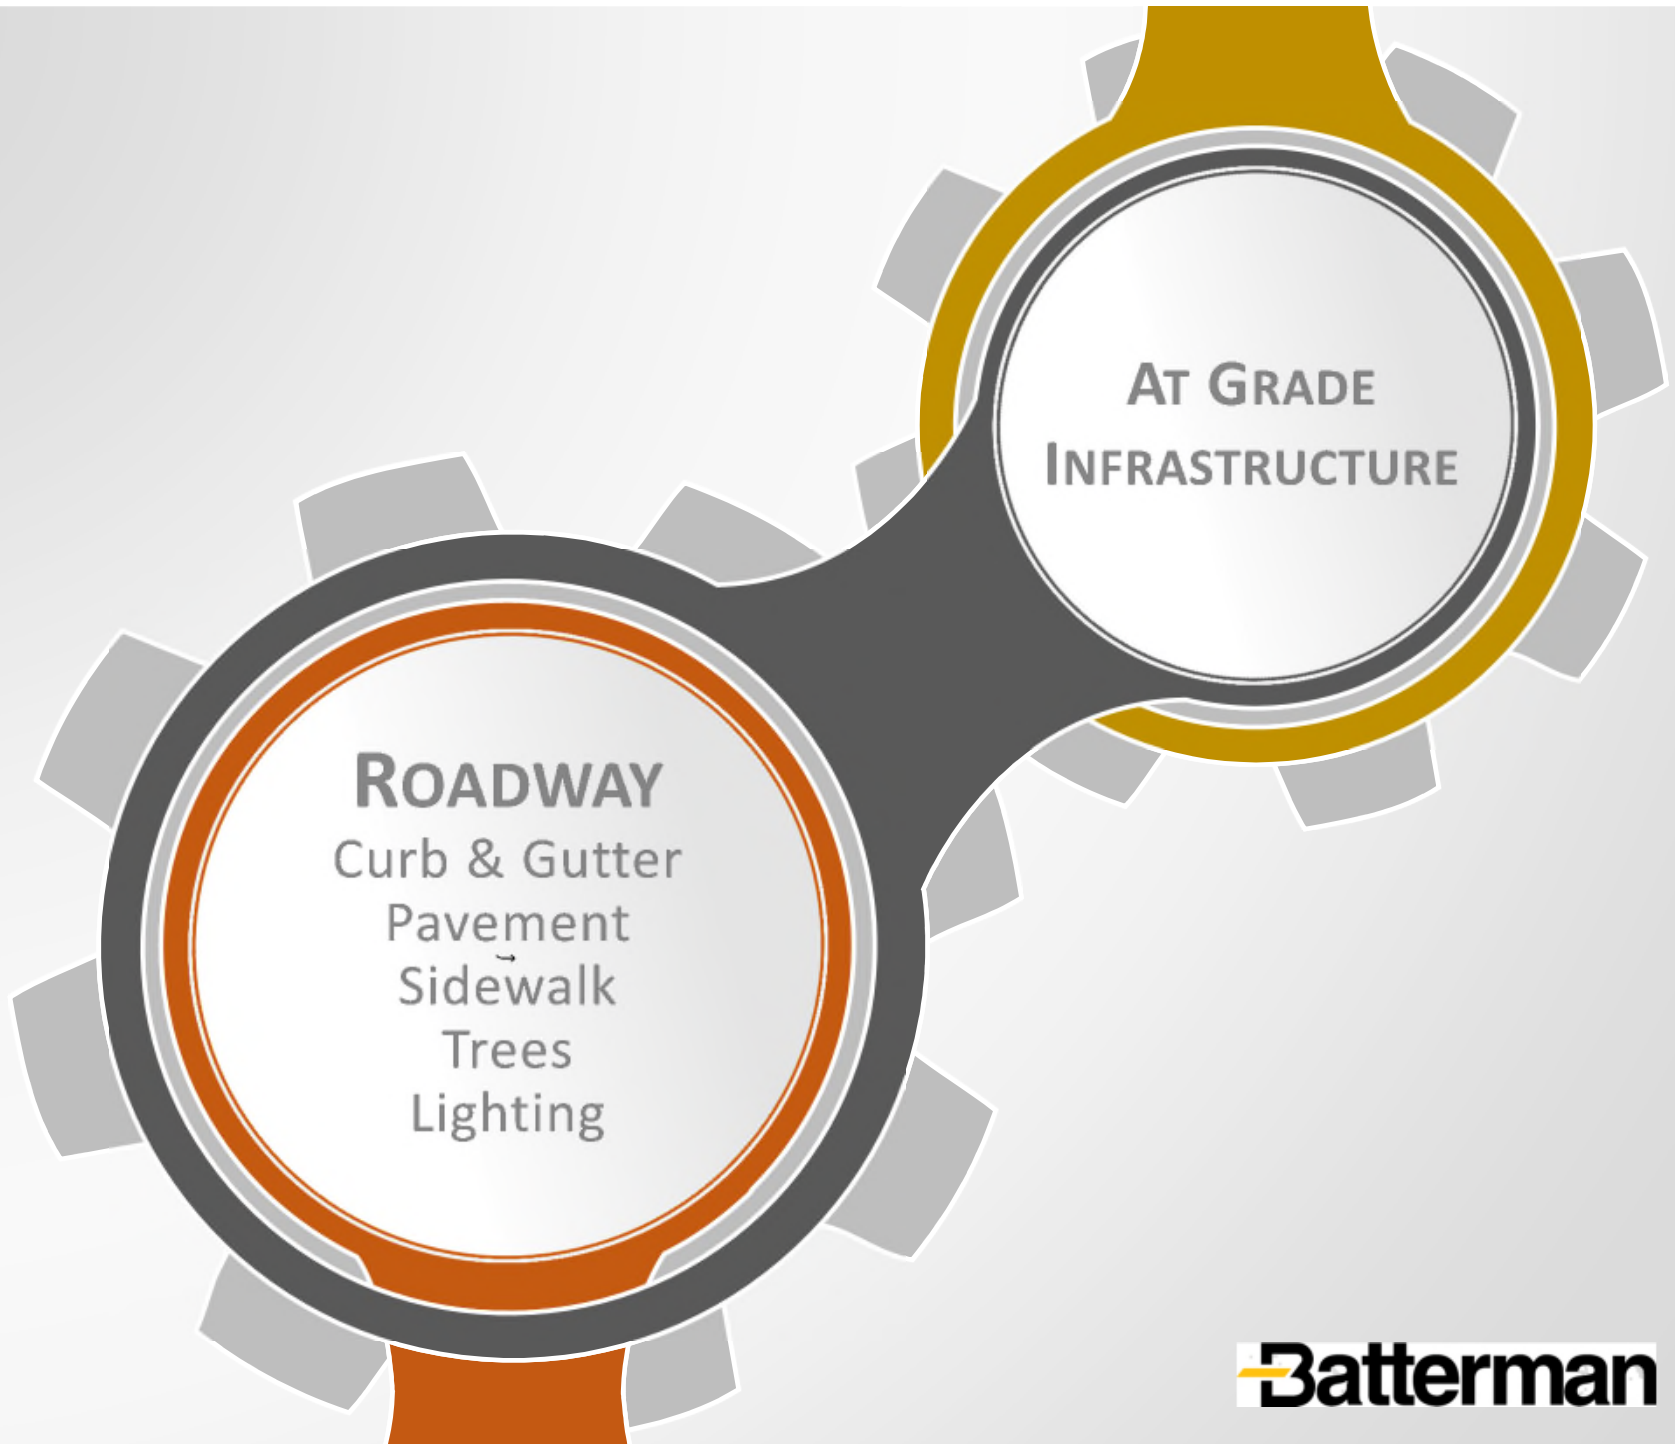 AT GRADE
INFRASTRUCTURE
ROADWAY
Curb & Gutter
Pavement
Sidewalk
Trees
Lighting
Batterman